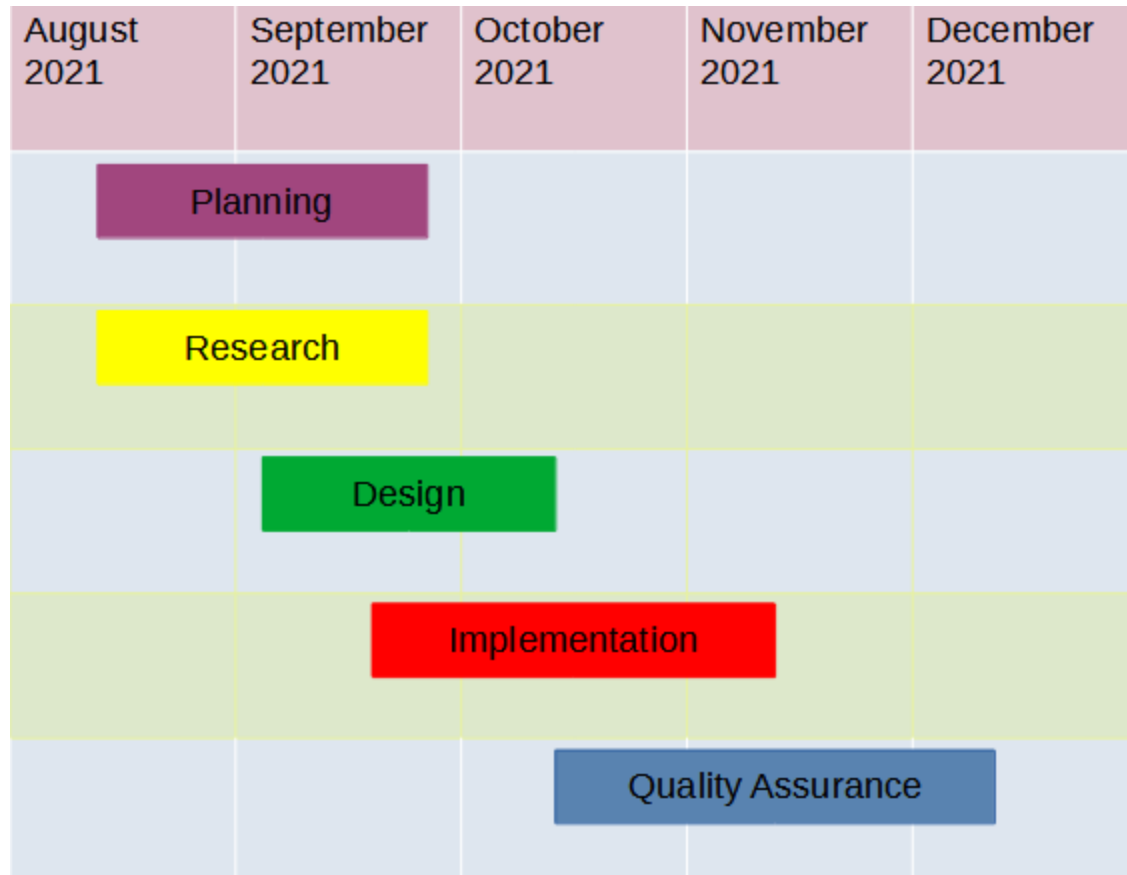 August
2021
September
2021
October
2021
November
2021
December
2021
Planning
Research
Design
Implementation
Quality Assurance